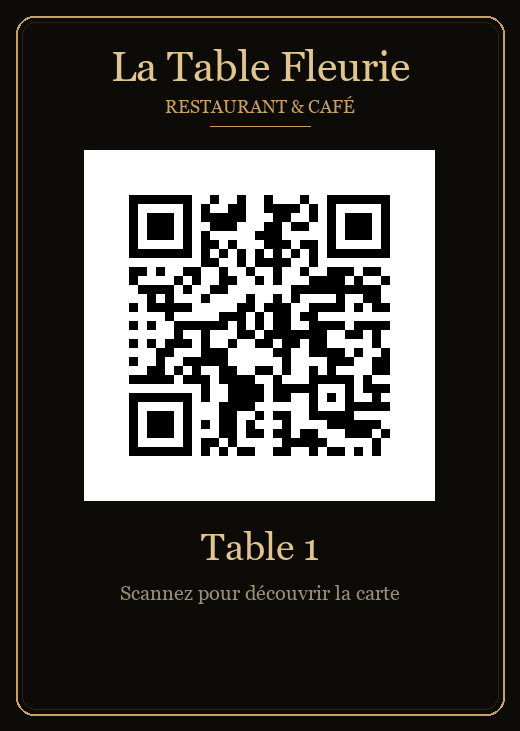 La Table Fleurie
RESTAURANT & CAFÉ
Table 1
Scannez pour découvrir la carte